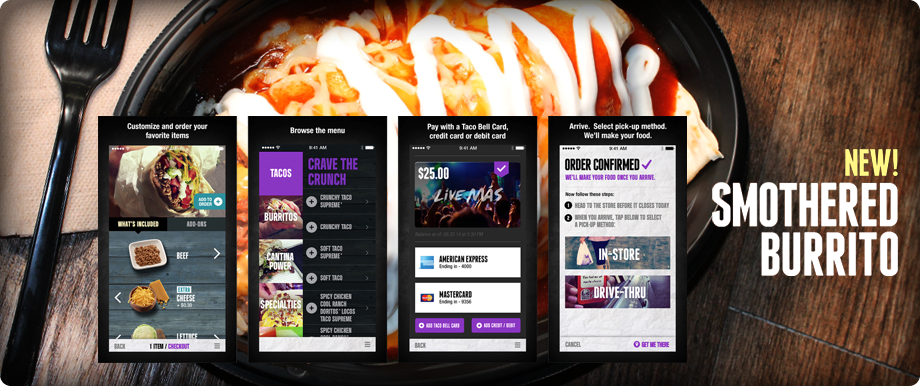 Customize and order your
favorite items
ADD TO
ORDER
WHAT'S INCLUDED
ADD-ONS
BEEF
EXTRA
CHEESE
+ $0.30
LETTUCE
BACK
1 ITEM / CHECKOUT
Browse the menu
9:41 AM
TACOS
CRAVE THE
CRUNCH
BURRITOS
CANTINA
POWER
SPECIALTIES
CRUNCHY TACO
SUPREME®
CRUNCHY TACO
SOFT TACO
SUPREME®
SOFT TACO
SPICY CHICKEN
COOL RANCH
DORITOS® LOCOS
TACO SUPREME
SPICY CHICKEN
COOL RANCH
Pay with a Taco Bell Card,
credit card or debit card
9:41 AM
$25.00
LIVE MÁS
AMERICAN EXPRESS
Ending in - 4000
MASTERCARD
Ending in - 9356
ADD TACO BELL CARD
ADD CREDIT / DEBIT
BACK
Arrive. Select pick-up method.
We'll make your food.
9:41 AM
ORDER CONFIRMED
WE'LL MAKE YOUR FOOD ONCE YOU ARRIVE.
Now follow these steps:
1 HEAD TO THE STORE BEFORE IT CLOSES TODAY
2 WHEN YOU ARRIVE, TAP BELOW TO SELECT
A PICK-UP METHOD:
IN-STORE
DRIVE-THRU
CANCEL
GET ME THERE
NEW!
SMOTHERED
BURRITO